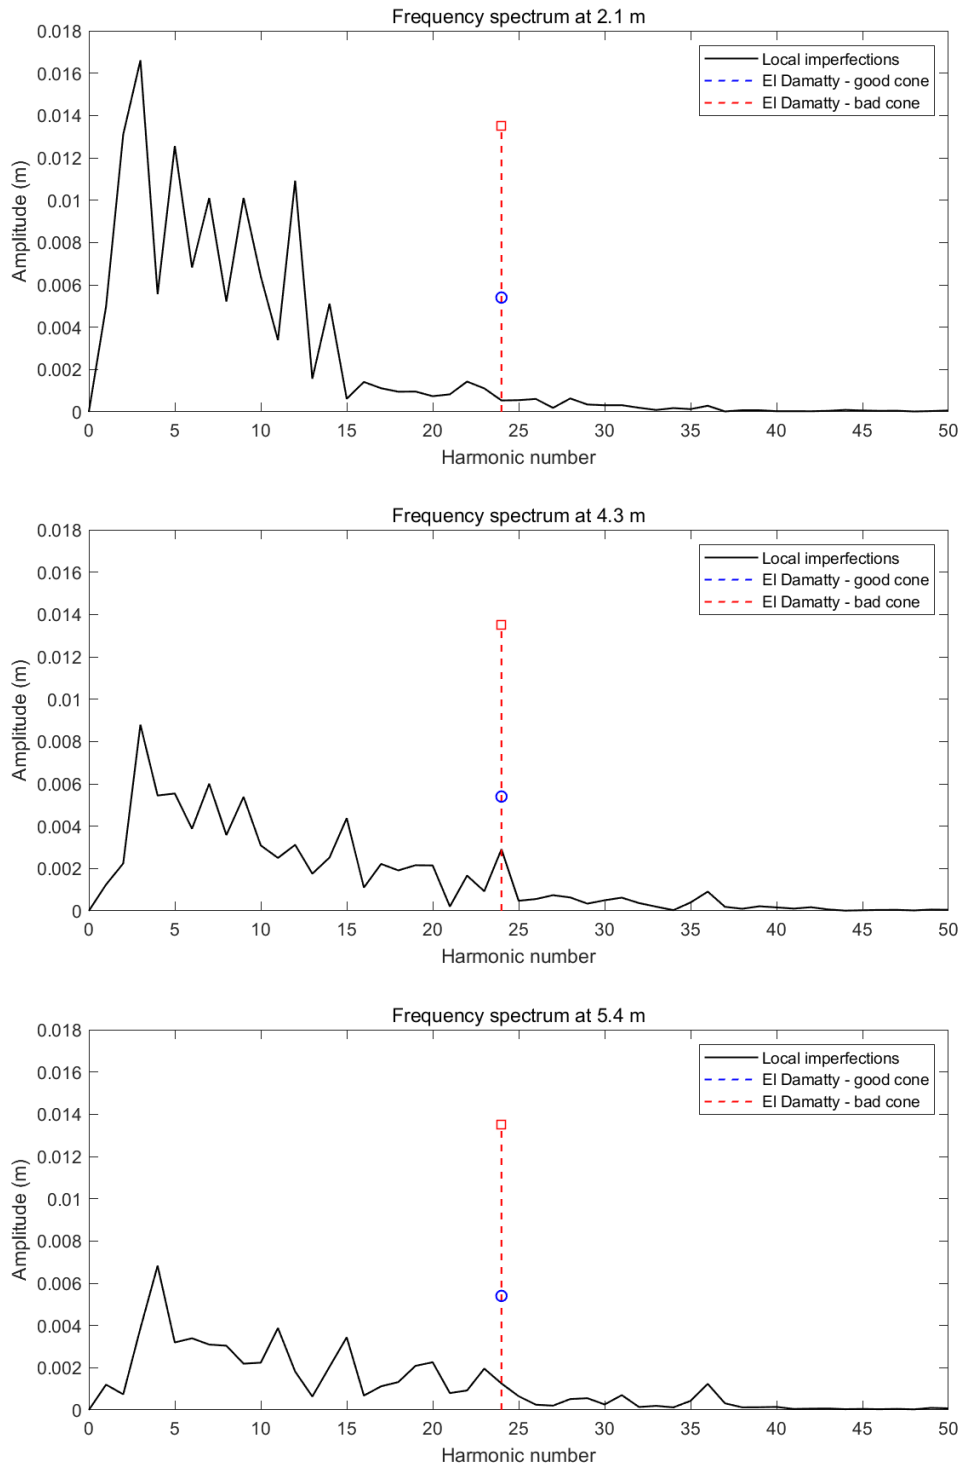 Frequency spectrum at 2.1 m
0.018
0.016
0.014
0.012
0.01
0.008
0.006
0.004
0.002
0
Amplitude (m)
Local imperfections
El Damatty - good cone
El Damatty - bad cone
0 5 10 15 20 25 30 35 40 45 50
Harmonic number
Frequency spectrum at 4.3 m
0.018
0.016
0.014
0.012
0.01
0.008
0.006
0.004
0.002
0
Amplitude (m)
Local imperfections
El Damatty - good cone
El Damatty - bad cone
0 5 10 15 20 25 30 35 40 45 50
Harmonic number
Frequency spectrum at 5.4 m
0.018
0.016
0.014
0.012
0.01
0.008
0.006
0.004
0.002
0
Amplitude (m)
Local imperfections
El Damatty - good cone
El Damatty - bad cone
0 5 10 15 20 25 30 35 40 45 50
Harmonic number